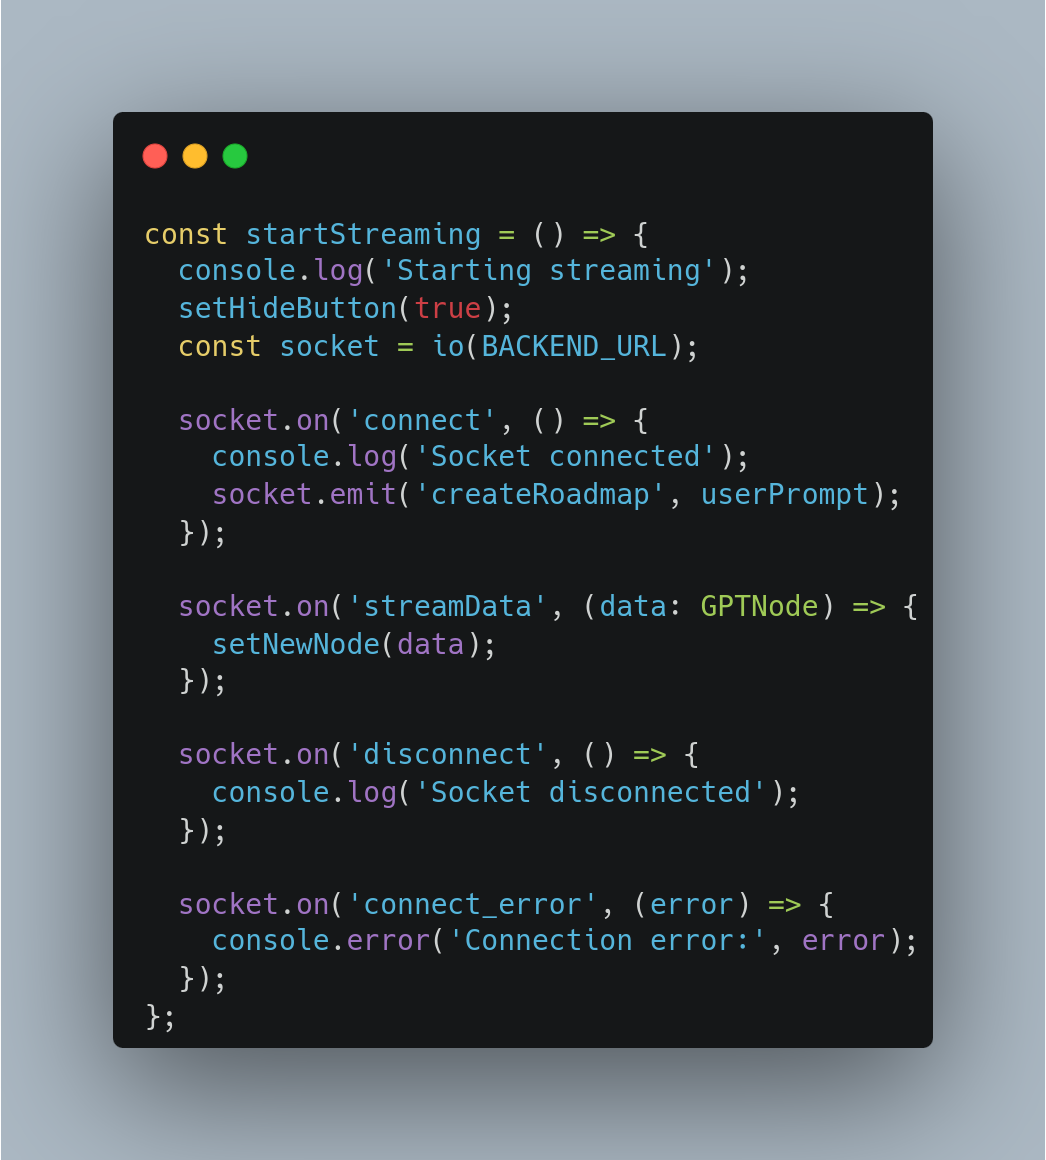 const startStreaming = () => {
  console.log('Starting streaming');
  setHideButton(true);
  const socket = io(BACKEND_URL);

  socket.on('connect', () => {
    console.log('Socket connected');
    socket.emit('createRoadmap', userPrompt);
  });

  socket.on('streamData', (data: GPTNode) => {
    setNewNode(data);
  });

  socket.on('disconnect', () => {
    console.log('Socket disconnected');
  });

  socket.on('connect_error', (error) => {
    console.error('Connection error:', error);
  });
};